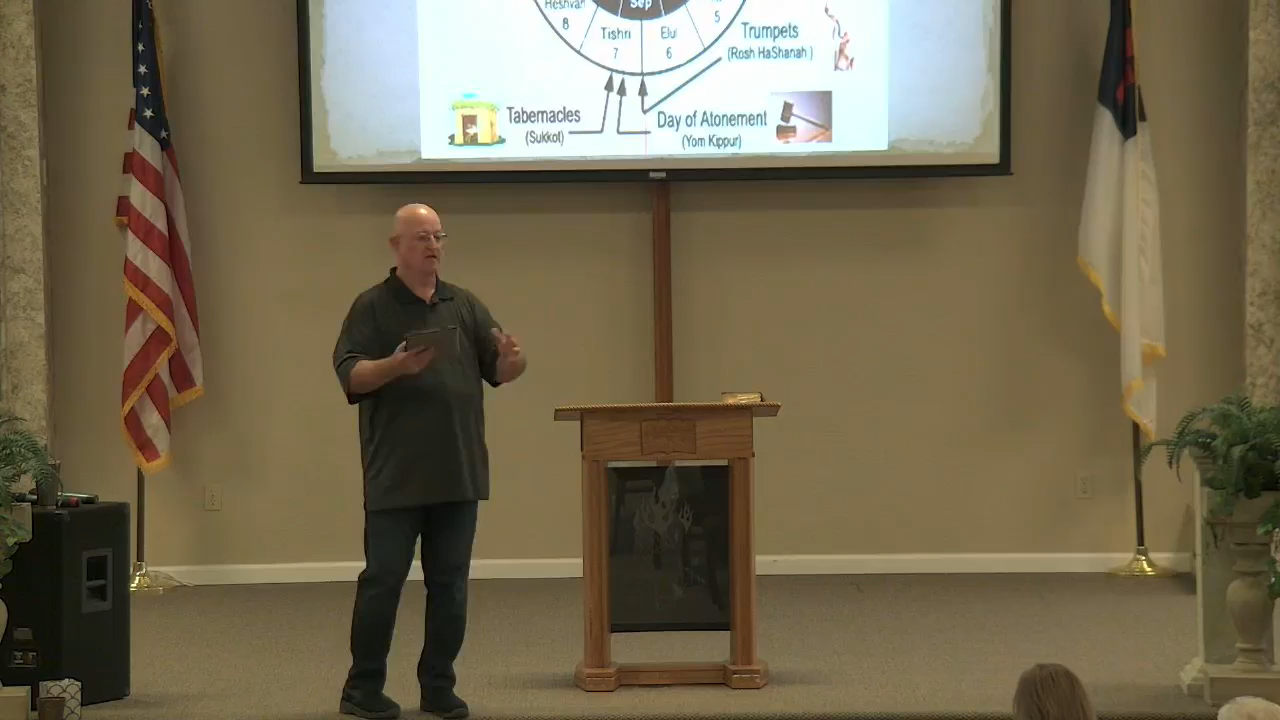 Heshvan
8
Sep
5
Tishri
7
Elul
6
Trumpets
(Rosh HaShanah )
Tabernacles
(Sukkot)
Day of Atonement
(Yom Kippur)